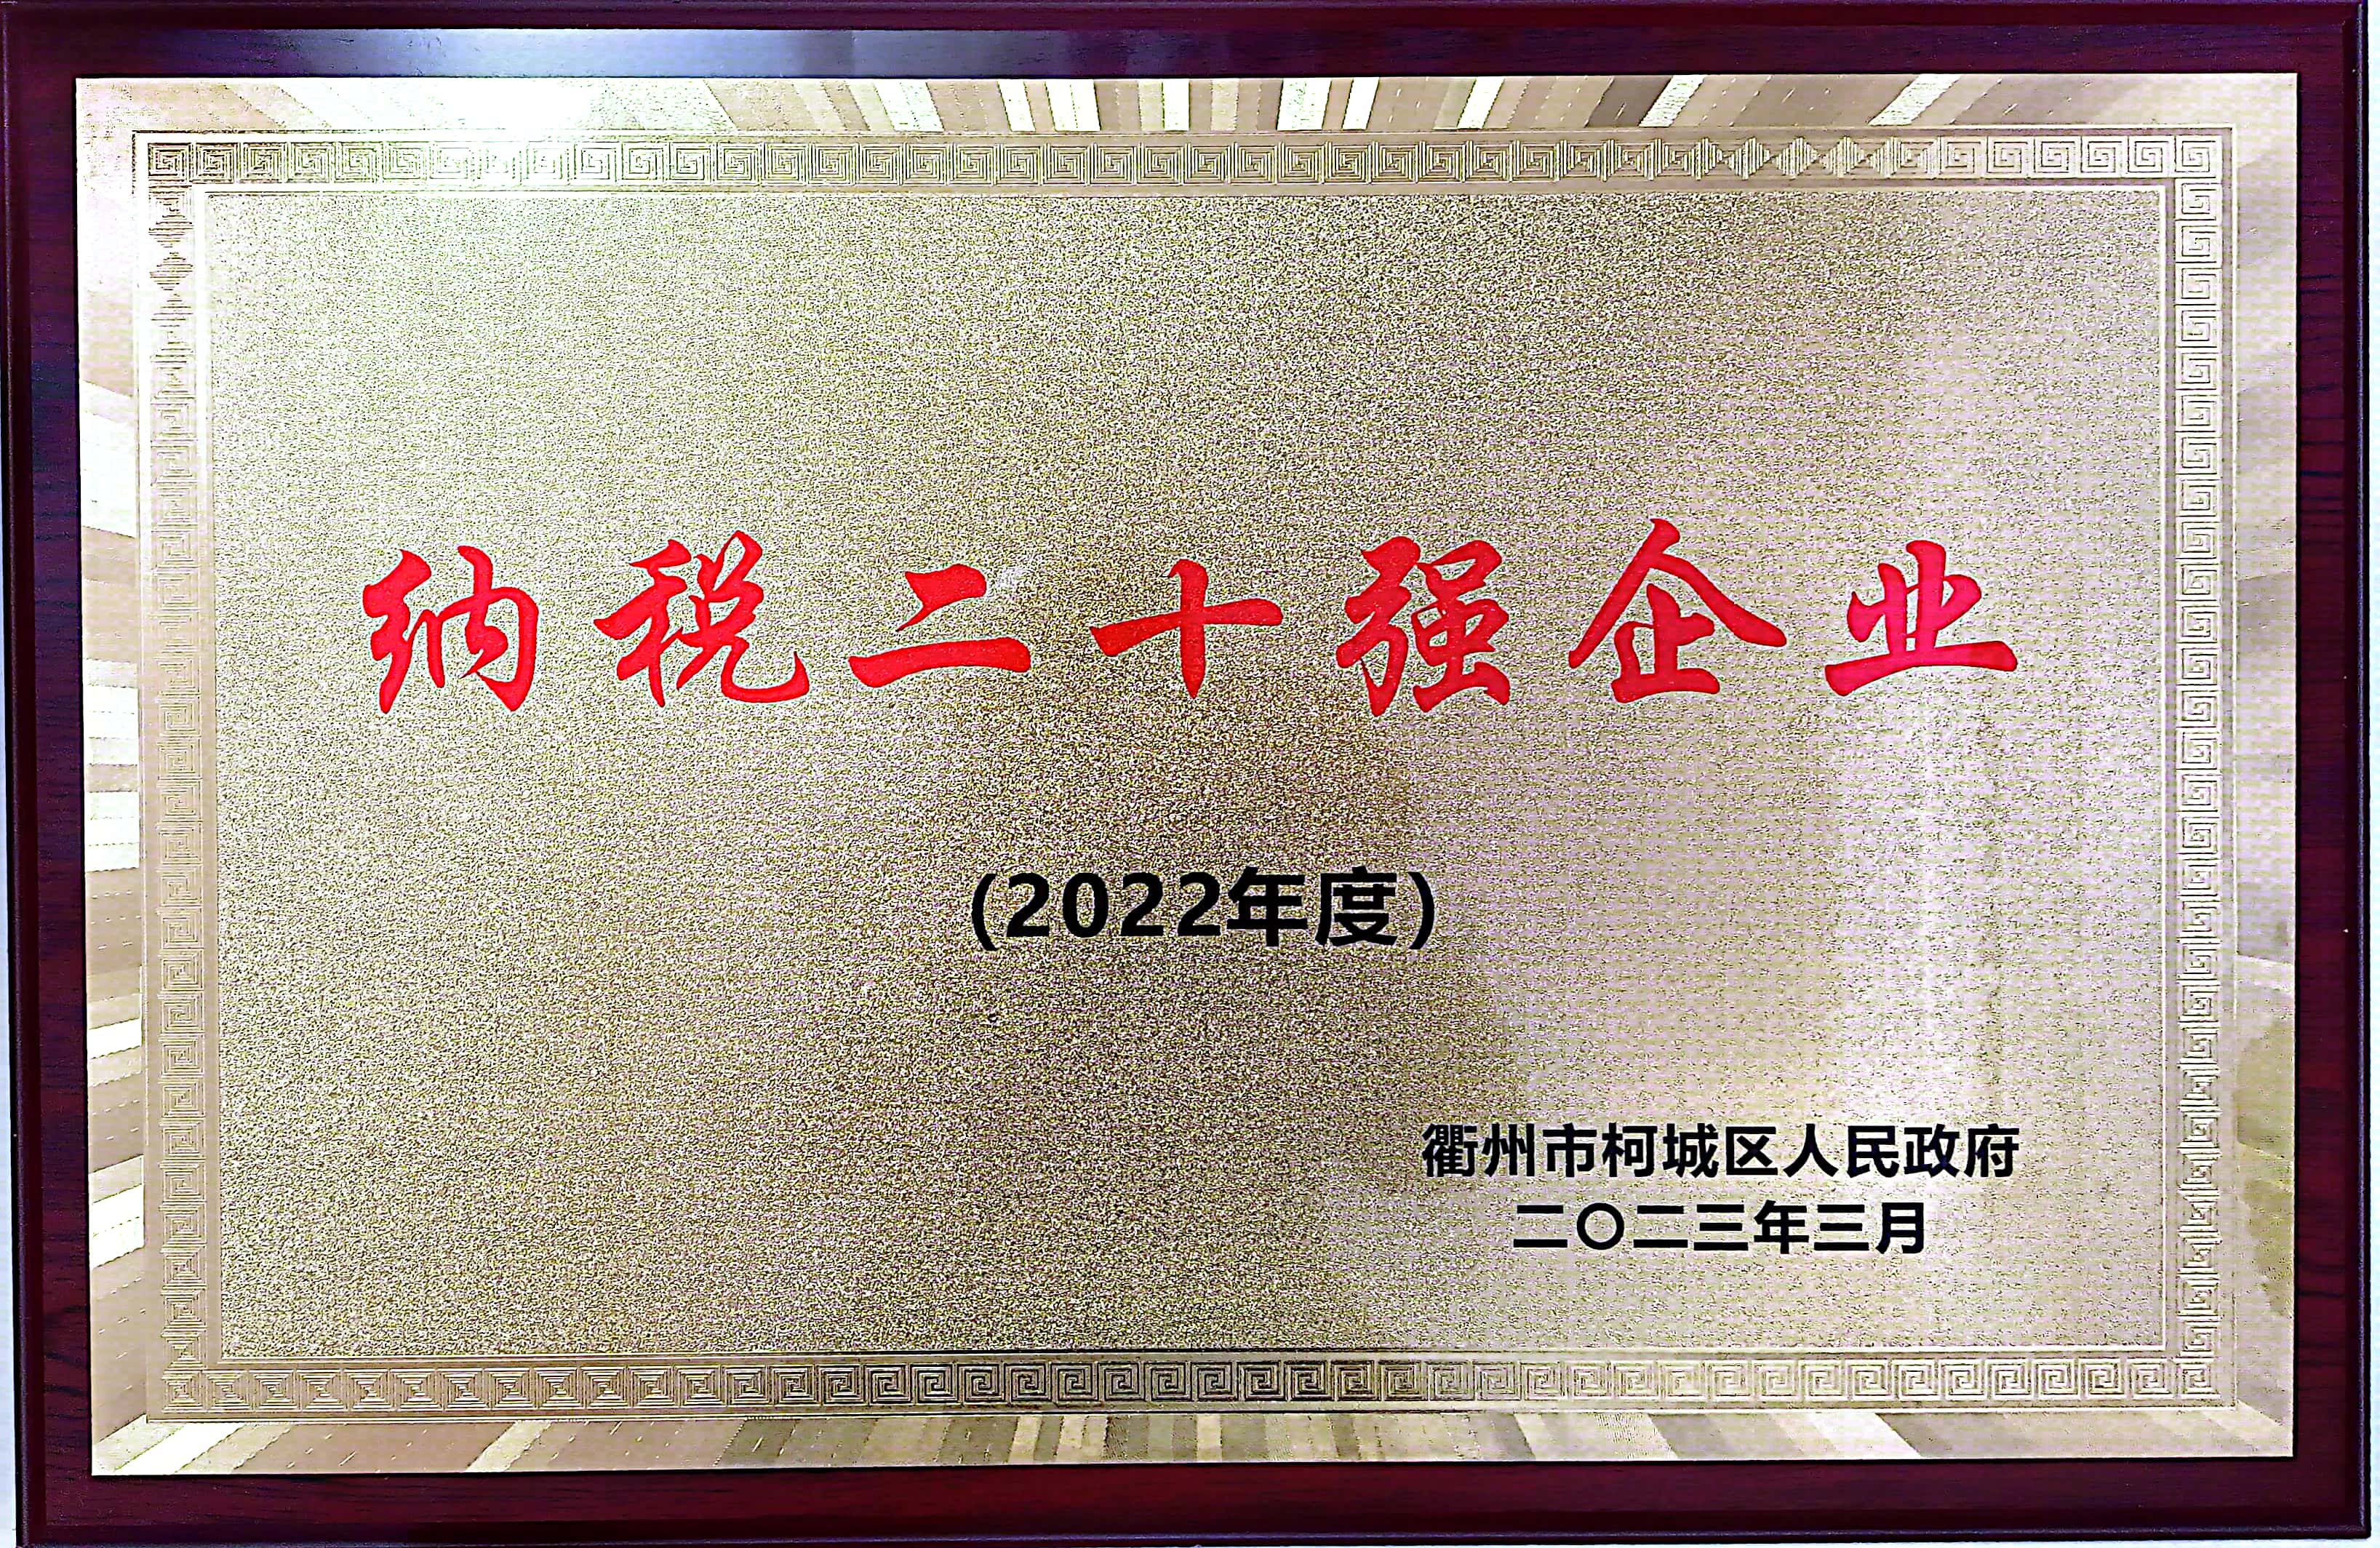 纳税二十强企业
(2022年度)
衢州市柯城区人民政府
二〇二三年三月